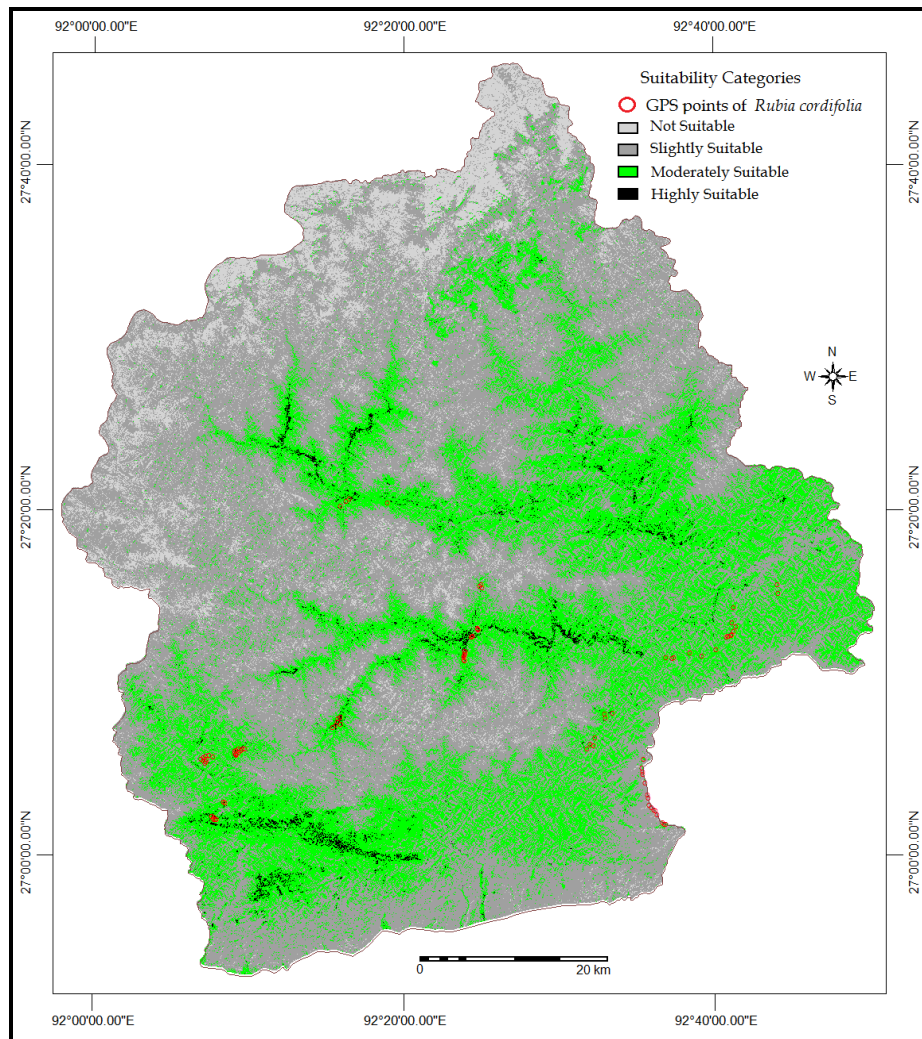 92°00'00.00"E 92°20'00.00"E 92°40'00.00"E
Suitability Categories
GPS points of Rubia cordifolia
Not Suitable
Slightly Suitable
Moderately Suitable
Highly Suitable
27°40'00.00"N 27°40'00.00"N
N
W E
S
27°20'00.00"N 27°20'00.00"N
27°00'00.00"N 27°00'00.00"N
0 20 km
92°00'00.00"E 92°20'00.00"E 92°40'00.00"E